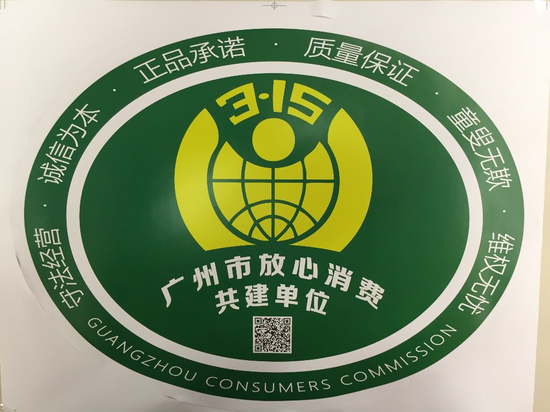 守法经营 · 诚信为本 · 正品承诺 · 质量保证 · 童叟无欺 · 维权无忧
3·15
广州市放心消费
共建单位
GUANGZHOU CONSUMERS COMMISSION